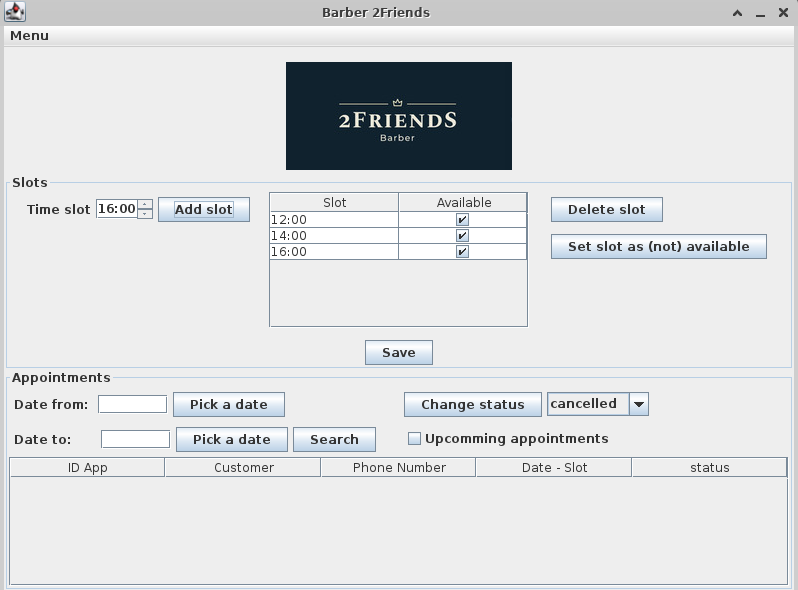 Barber 2Friends
Menu
2FRIENDS
Barber
Slots
Time slot 16:00 Add slot
Slot Available
12:00
14:00
16:00
Delete slot
Set slot as (not) available
Save
Appointments
Date from: Pick a date Change status cancelled
Date to: Pick a date Search Upcomming appointments
ID App Customer Phone Number Date - Slot status